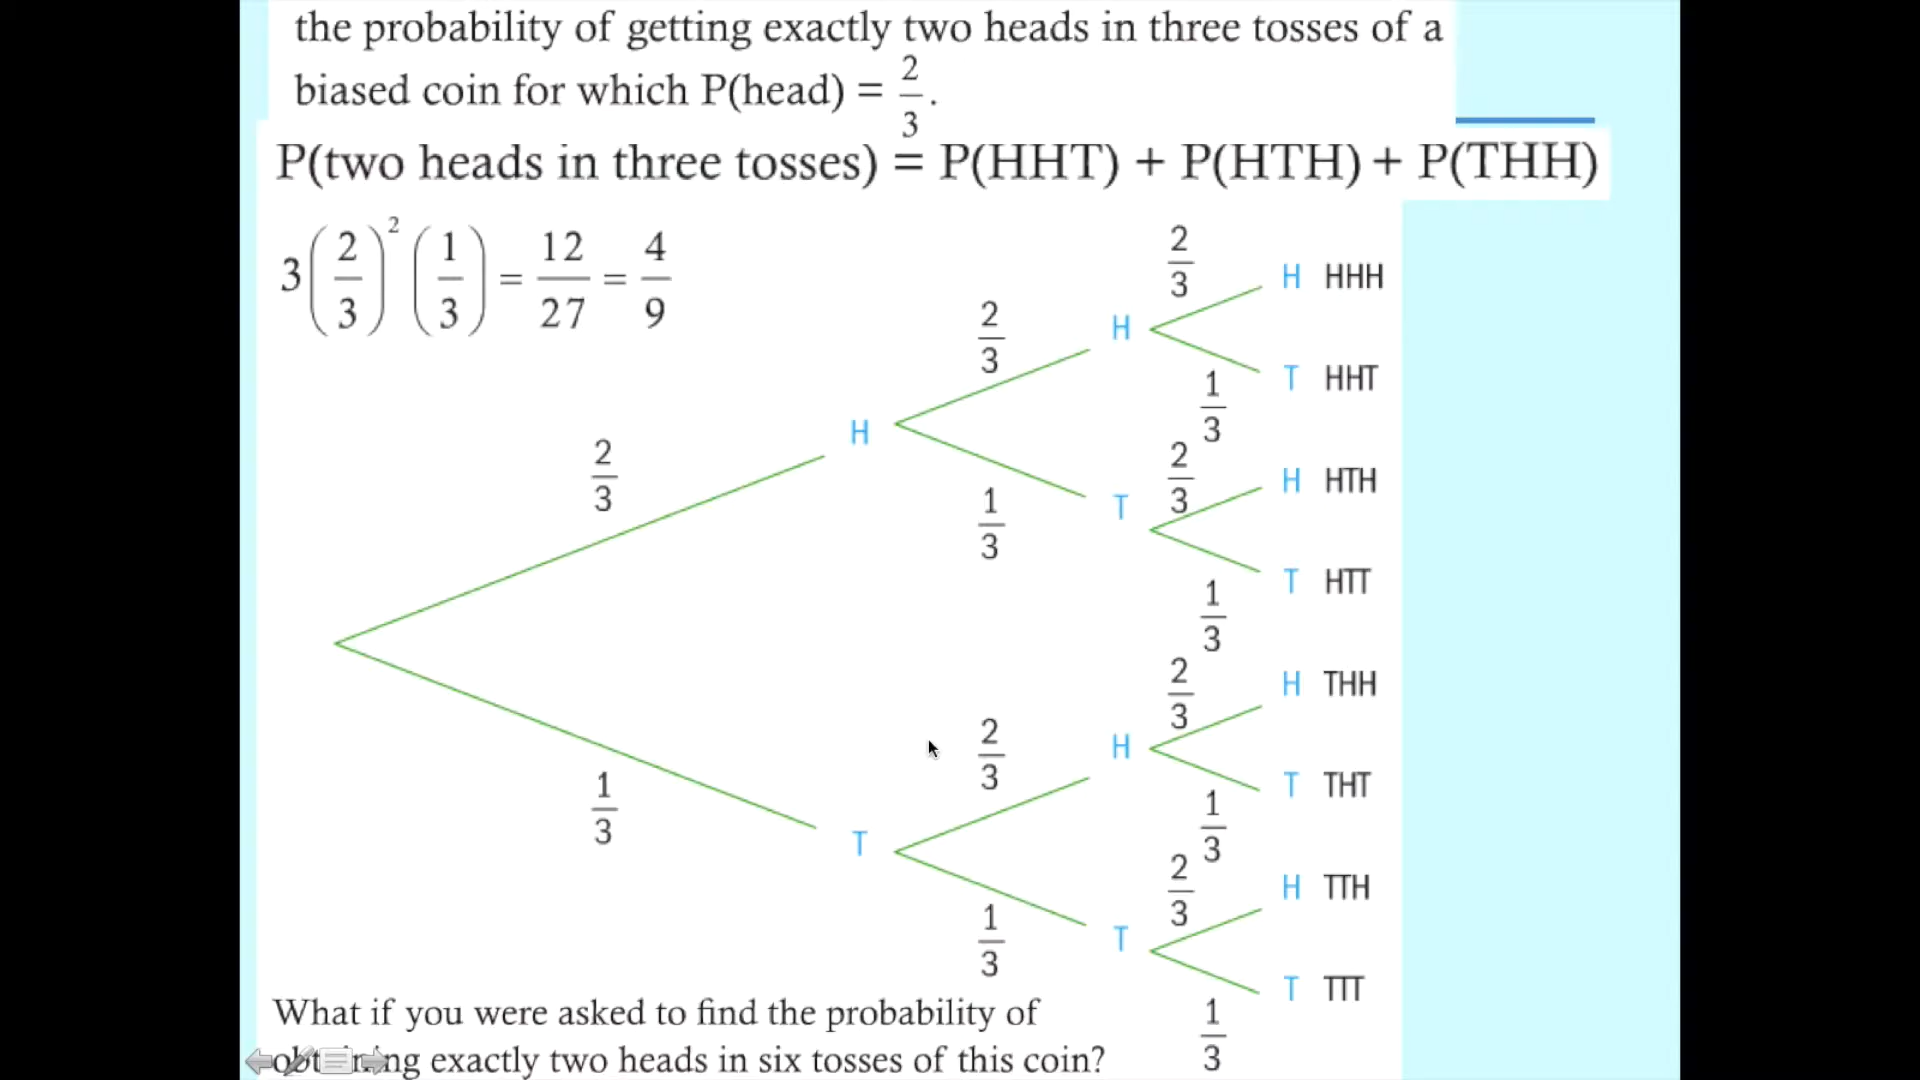 the probability of getting exactly two heads in three tosses of a
biased coin for which P(head) = 2/3.
P(two heads in three tosses) = P(HHT) + P(HTH) + P(THH)
3(2/3)²(1/3) = 12/27 = 4/9
2/3 H HHH
2/3 H
1/3 T HHT
2/3 H
2/3 H HTH
1/3 T
1/3 T HTT
2/3 H THH
2/3 H
1/3 T THT
1/3 T
2/3 H TTH
1/3 T
1/3 T TTT
What if you were asked to find the probability of
exactly two heads in six tosses of this coin?